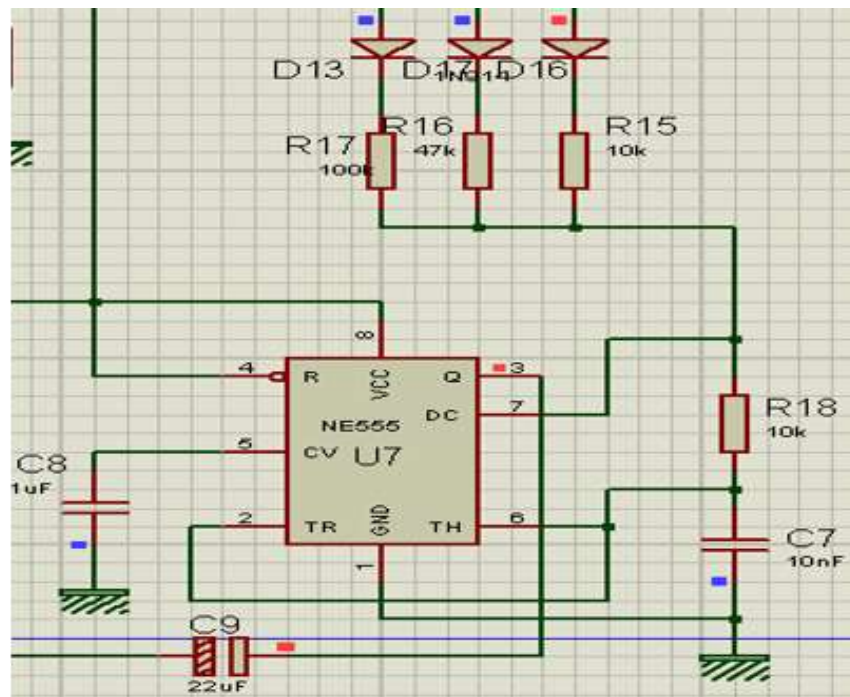 D13 D17 D16
1N914
R17 R16 R15
100k 47k 10k
8
4 R VCC Q 3
DC 7
NE555
5 CV U7
R18
10k
C8
1uF
2 TR GND TH 6
1
C7
10nF
C9
22uF